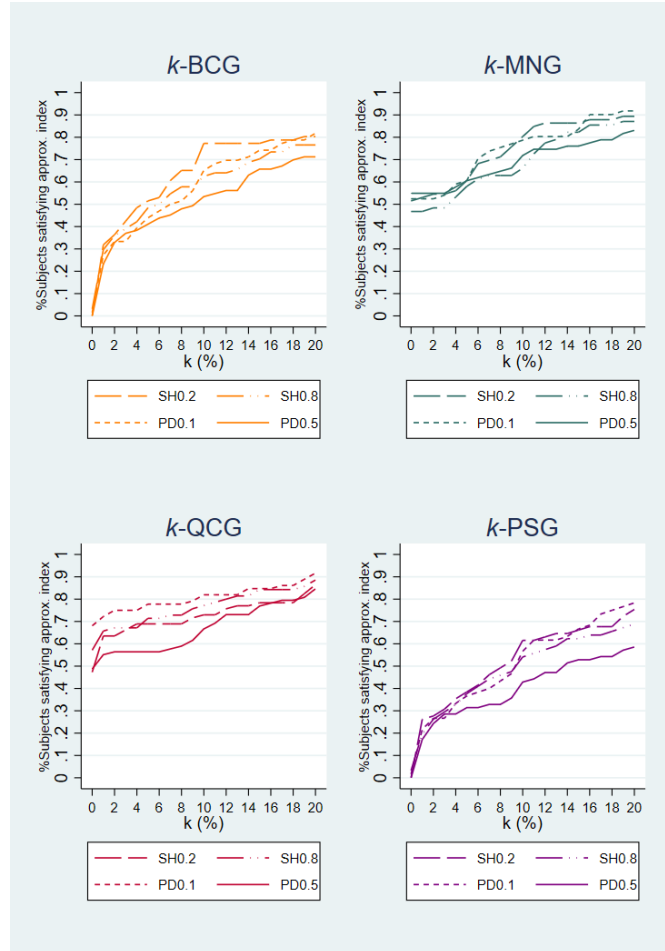 k-BCG
%Subjects satisfying approx. index
0 .1 .2 .3 .4 .5 .6 .7 .8 .9 1
0 2 4 6 8 10 12 14 16 18 20
k (%)
SH0.2 SH0.8
PD0.1 PD0.5
k-MNG
%Subjects satisfying approx. index
0 .1 .2 .3 .4 .5 .6 .7 .8 .9 1
0 2 4 6 8 10 12 14 16 18 20
k (%)
SH0.2 SH0.8
PD0.1 PD0.5
k-QCG
%Subjects satisfying approx. index
0 .1 .2 .3 .4 .5 .6 .7 .8 .9 1
0 2 4 6 8 10 12 14 16 18 20
k (%)
SH0.2 SH0.8
PD0.1 PD0.5
k-PSG
%Subjects satisfying approx. index
0 .1 .2 .3 .4 .5 .6 .7 .8 .9 1
0 2 4 6 8 10 12 14 16 18 20
k (%)
SH0.2 SH0.8
PD0.1 PD0.5